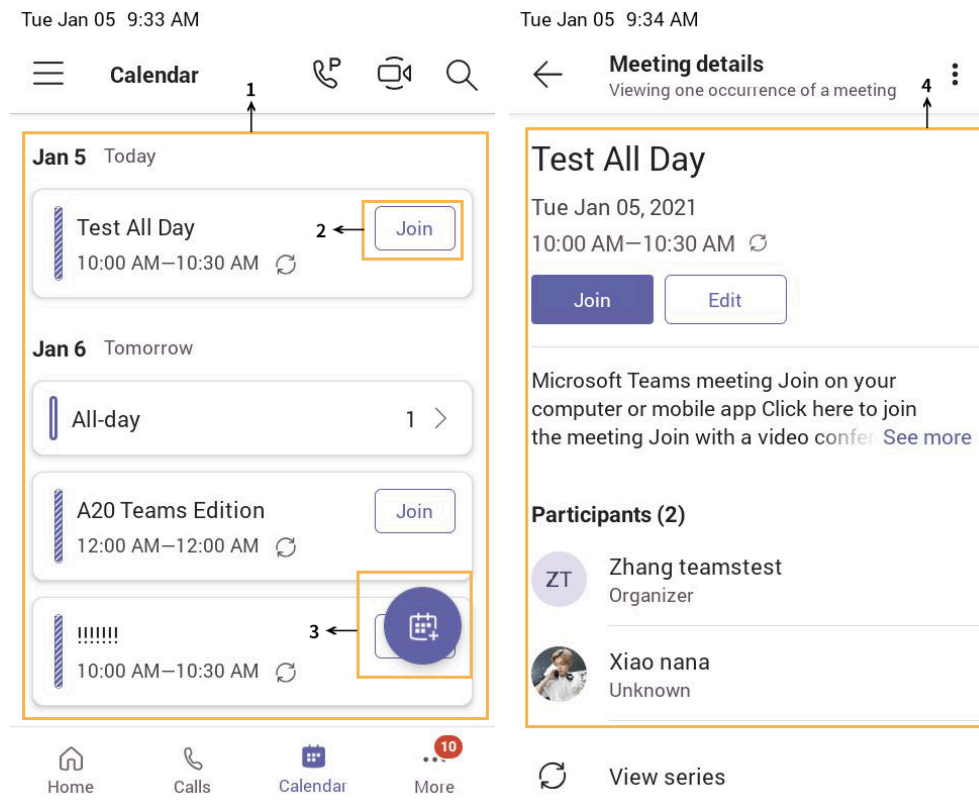 Tue Jan 05 9:33 AM
Calendar
P
1
Jan 5 Today
Test All Day
10:00 AM—10:30 AM
2
Join
Jan 6 Tomorrow
All-day
1
A20 Teams Edition
12:00 AM—12:00 AM
Join
!!!!!!!
10:00 AM—10:30 AM
3
Home
Calls
Calendar
10
More
Tue Jan 05 9:34 AM
Meeting details
Viewing one occurrence of a meeting
4
Test All Day
Tue Jan 05, 2021
10:00 AM—10:30 AM
Join
Edit
Microsoft Teams meeting Join on your
computer or mobile app Click here to join
the meeting Join with a video confer See more
Participants (2)
ZT
Zhang teamstest
Organizer
Xiao nana
Unknown
View series